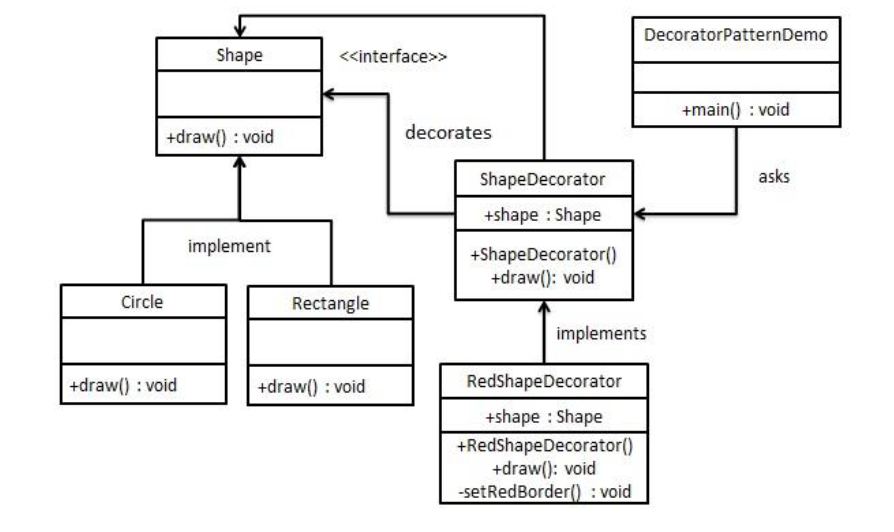 Shape
<<interface>>
+draw() : void
decorates
DecoratorPatternDemo
+main() : void
asks
ShapeDecorator
+shape : Shape
+ShapeDecorator()
+draw(): void
implement
Circle
+draw() : void
Rectangle
+draw() : void
implements
RedShapeDecorator
+shape : Shape
+RedShapeDecorator()
+draw(): void
-setRedBorder() : void